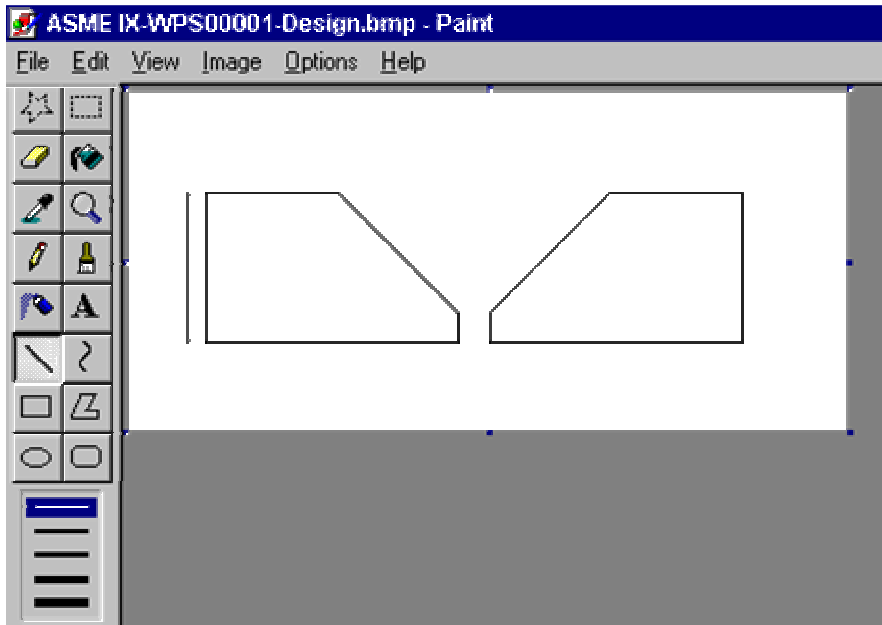 ASME IX-WPS00001-Design.bmp - Paint
File Edit View Image Options Help
A